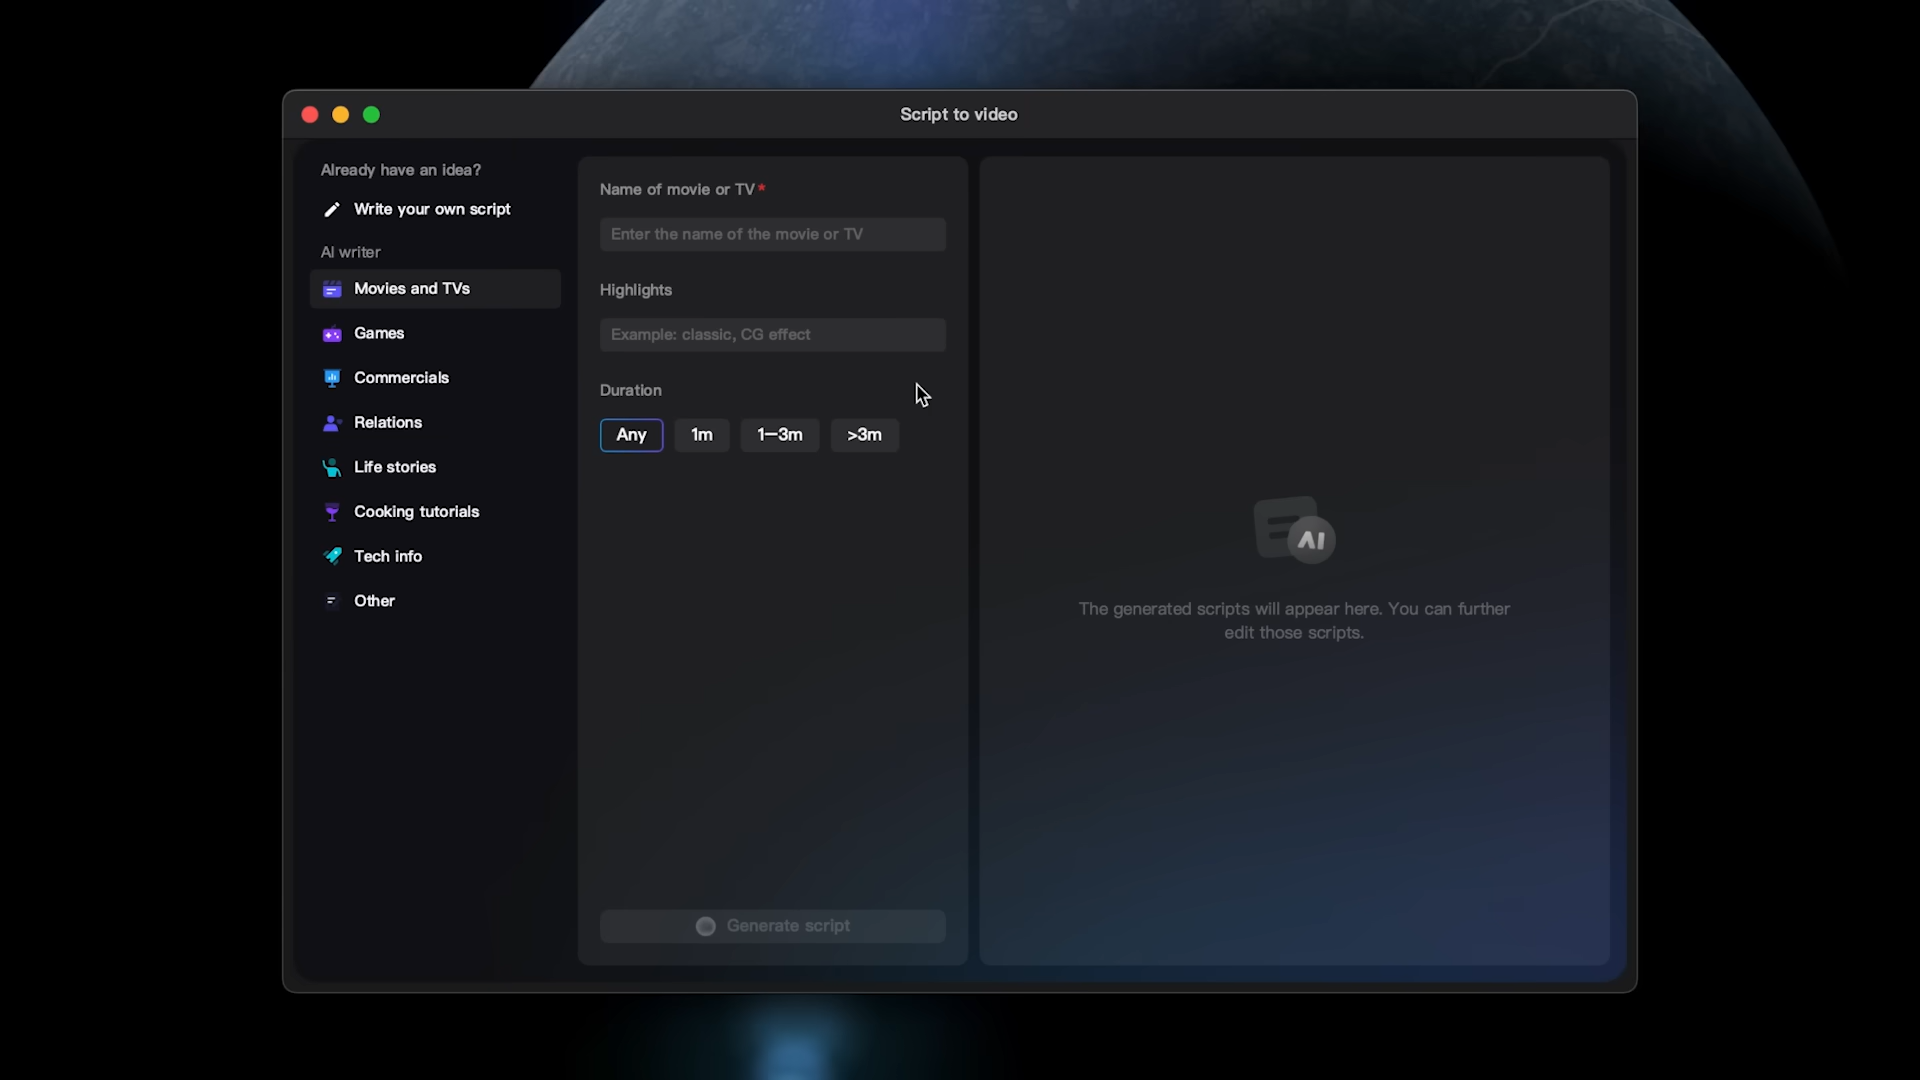 Script to video
Already have an idea?
Write your own script
AI writer
Movies and TVs
Games
Commercials
Relations
Life stories
Cooking tutorials
Tech info
Other
Name of movie or TV*
Enter the name of the movie or TV
Highlights
Example: classic, CG effect
Duration
Any 1m 1—3m >3m
Generate script
AI
The generated scripts will appear here. You can further
edit those scripts.